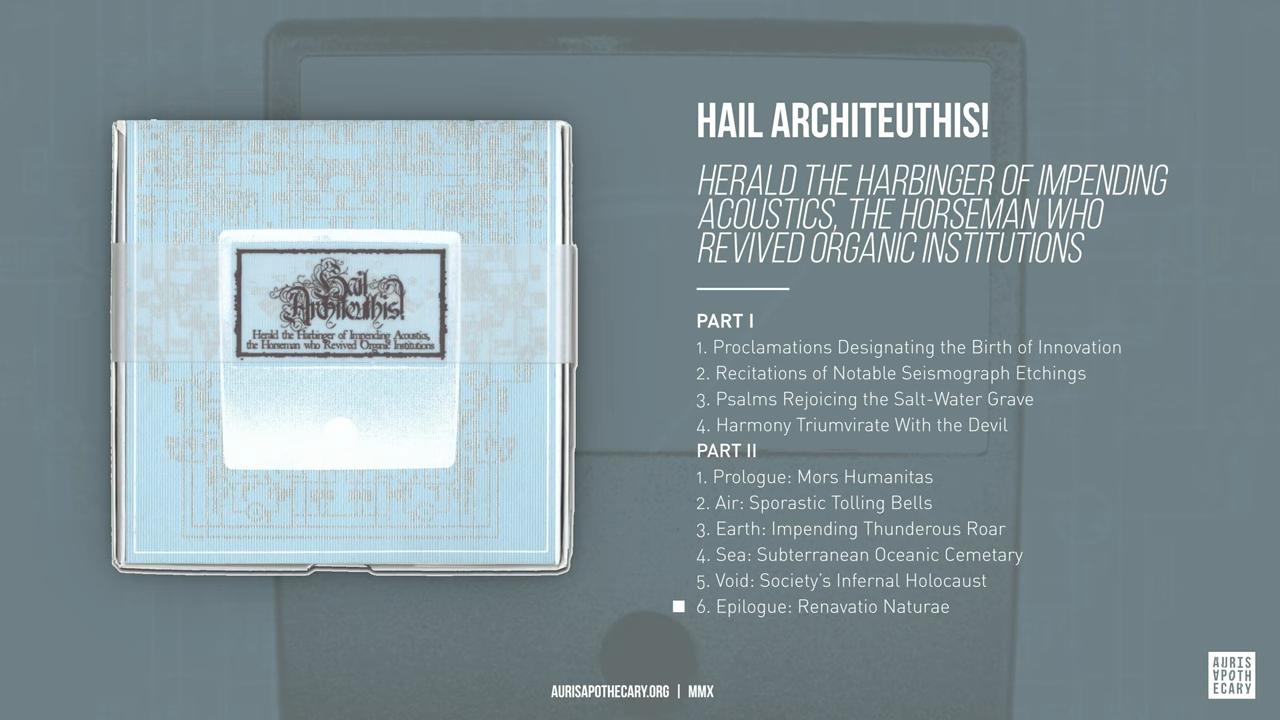 Hail
Architeuthis!
Herald the Harbinger of Impending Acoustics,
the Horseman who Revived Organic Institutions
HAIL ARCHITEUTHIS!
HERALD THE HARBINGER OF IMPENDING
ACOUSTICS, THE HORSEMAN WHO
REVIVED ORGANIC INSTITUTIONS
PART I
1. Proclamations Designating the Birth of Innovation
2. Recitations of Notable Seismograph Etchings
3. Psalms Rejoicing the Salt-Water Grave
4. Harmony Triumvirate With the Devil
PART II
1. Prologue: Mors Humanitas
2. Air: Sporastic Tolling Bells
3. Earth: Impending Thunderous Roar
4. Sea: Subterranean Oceanic Cemetary
5. Void: Society's Infernal Holocaust
6. Epilogue: Renavatio Naturae
AURISAPOTHECARY.ORG | MMX
AURIS
APOTH
ECARY